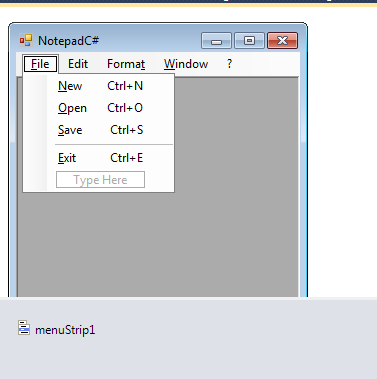 NotepadC#
File Edit Format Window ?
New Ctrl+N
Open Ctrl+O
Save Ctrl+S
Exit Ctrl+E
Type Here
menuStrip1